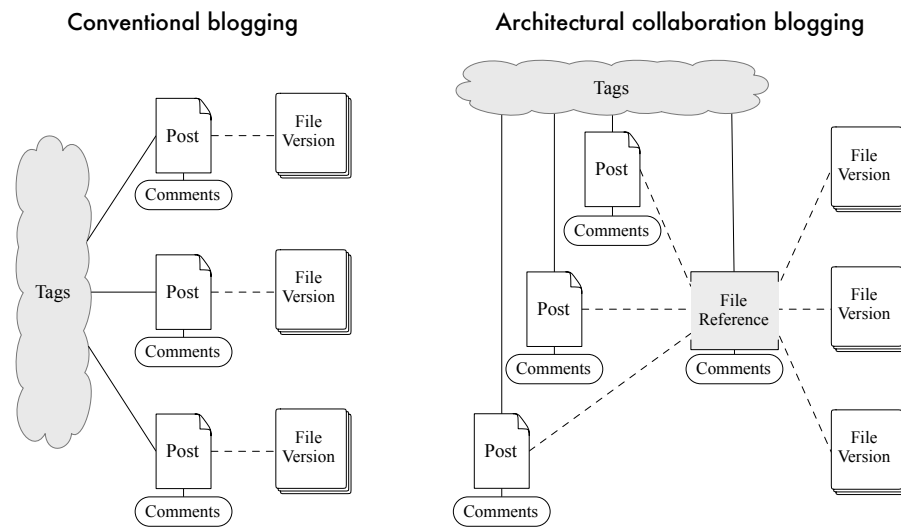 Conventional blogging
Tags
Post
Comments
File
Version
Post
Comments
File
Version
Post
Comments
File
Version
Architectural collaboration blogging
Tags
Post
Comments
Post
Comments
Post
Comments
File
Reference
Comments
File
Version
File
Version
File
Version